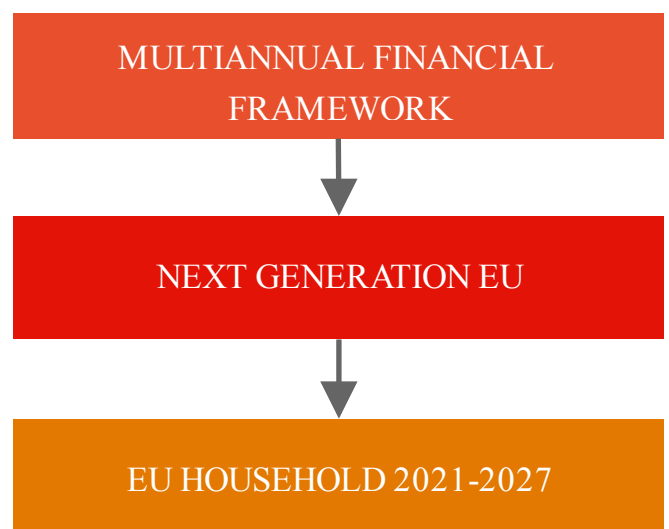 MULTIANNUAL FINANCIAL
FRAMEWORK
NEXT GENERATION EU
EU HOUSEHOLD 2021-2027